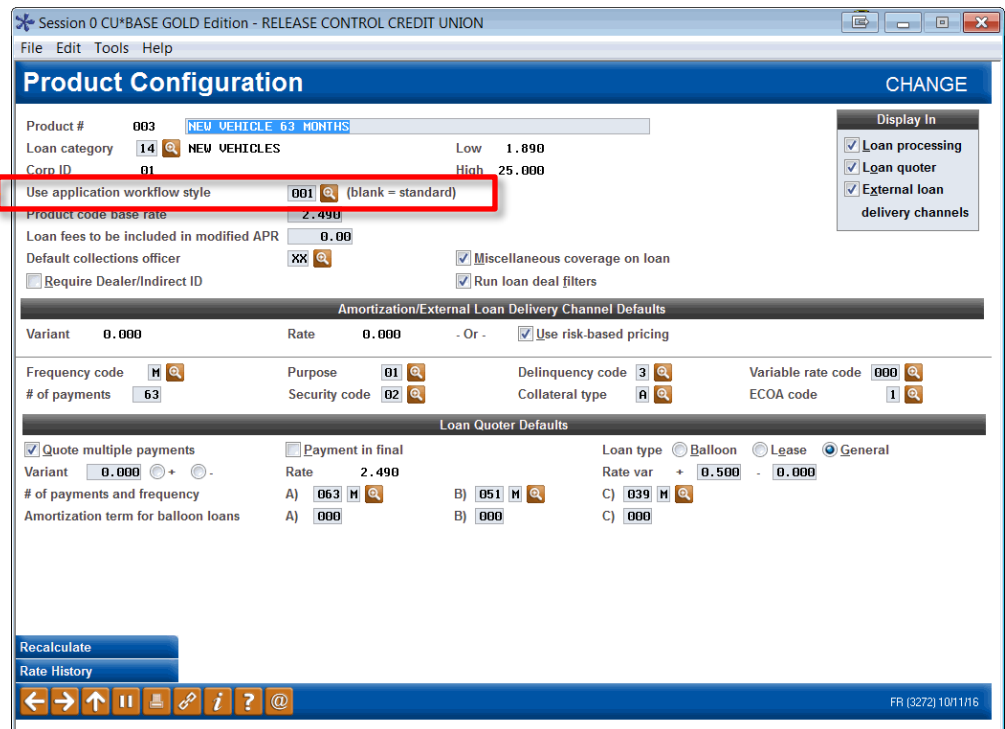 Session 0 CU*BASE GOLD Edition - RELEASE CONTROL CREDIT UNION
File Edit Tools Help
Product Configuration CHANGE
Product # 003 NEW VEHICLE 63 MONTHS
Display In
Loan category 14 NEW VEHICLES Low 1.890
Loan processing
Corp ID 01 High 25.000
Loan quoter
Use application workflow style 001 (blank = standard)
External loan
delivery channels
Product code base rate 2.490
Loan fees to be included in modified APR 0.00
Default collections officer XX Miscellaneous coverage on loan
Require Dealer/Indirect ID Run loan deal filters
Amortization/External Loan Delivery Channel Defaults
Variant 0.000 Rate 0.000 - Or - Use risk-based pricing
Frequency code M Purpose 01 Delinquency code 3 Variable rate code 000
# of payments 63 Security code 02 Collateral type A ECOA code 1
Loan Quoter Defaults
Quote multiple payments Payment in final Loan type Balloon Lease General
Variant 0.000 + - Rate 2.490 Rate var + 0.500 - 0.000
# of payments and frequency A) 063 M B) 051 M C) 039 M
Amortization term for balloon loans A) 000 B) 000 C) 000
Recalculate
Rate History
FR (3272) 10/11/16